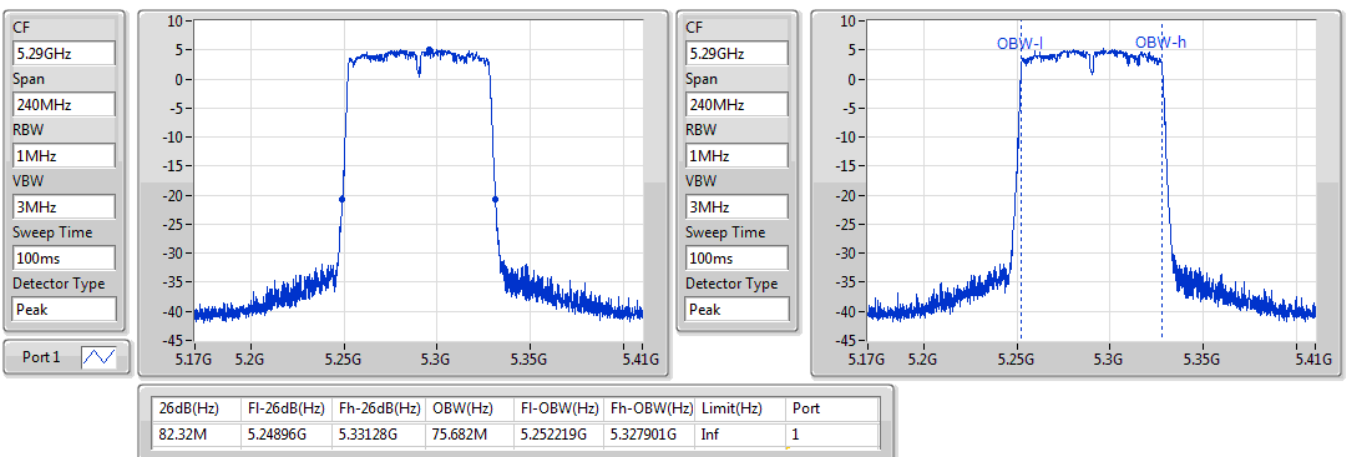 CF
5.29GHz
Span
240MHz
RBW
1MHz
VBW
3MHz
Sweep Time
100ms
Detector Type
Peak
Port 1
10
5
0
-5
-10
-15
-20
-25
-30
-35
-40
-45
5.17G 5.2G 5.25G 5.3G 5.35G 5.41G
CF
5.29GHz
Span
240MHz
RBW
1MHz
VBW
3MHz
Sweep Time
100ms
Detector Type
Peak
10
5
0
-5
-10
-15
-20
-25
-30
-35
-40
-45
OBW-l OBW-h
5.17G 5.2G 5.25G 5.3G 5.35G 5.41G
26dB(Hz) Fl-26dB(Hz) Fh-26dB(Hz) OBW(Hz) Fl-OBW(Hz) Fh-OBW(Hz) Limit(Hz) Port
82.32M 5.24896G 5.33128G 75.682M 5.252219G 5.327901G Inf 1